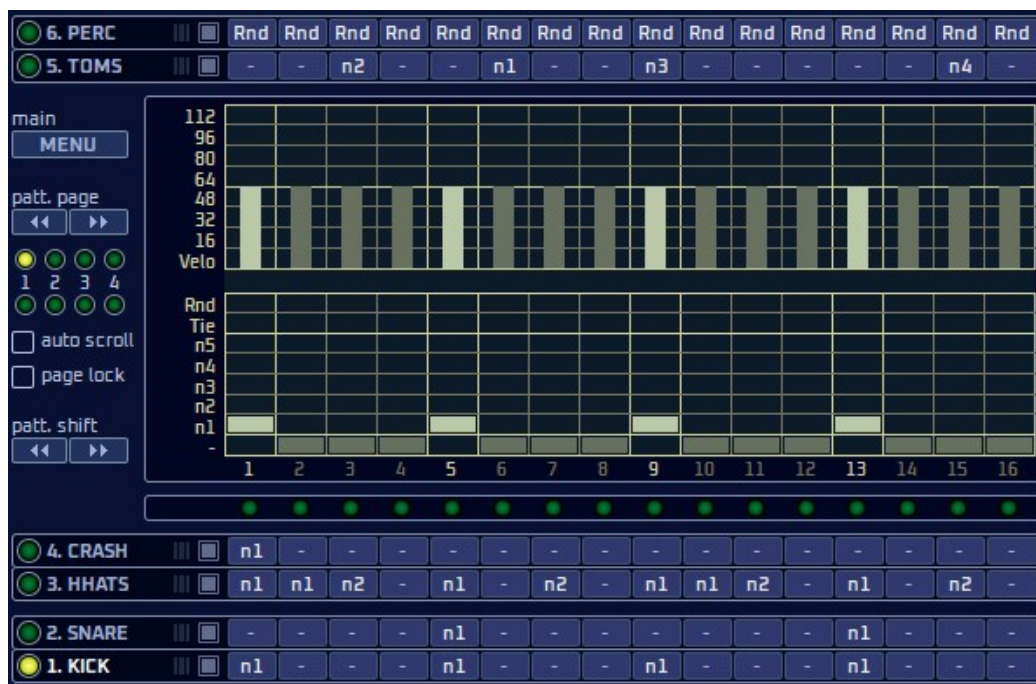 6. PERC Rnd Rnd Rnd Rnd Rnd Rnd Rnd Rnd Rnd Rnd Rnd Rnd Rnd Rnd Rnd Rnd
5. TOMS - - n2 - - n1 - - n3 - - - - - n4 -
main
MENU
patt. page
1 2 3 4
auto scroll
page lock
patt. shift
112
96
80
64
48
32
16
Velo
Rnd
Tie
n5
n4
n3
n2
n1
-
1 2 3 4 5 6 7 8 9 10 11 12 13 14 15 16
4. CRASH n1 - - - - - - - - - - - - - - -
3. HHATS n1 n1 n2 - n1 - n2 - n1 n1 n2 - n1 - n2 -
2. SNARE - - - - n1 - - - - - - - n1 - - -
1. KICK n1 - - - n1 - - - n1 - - - n1 - - -